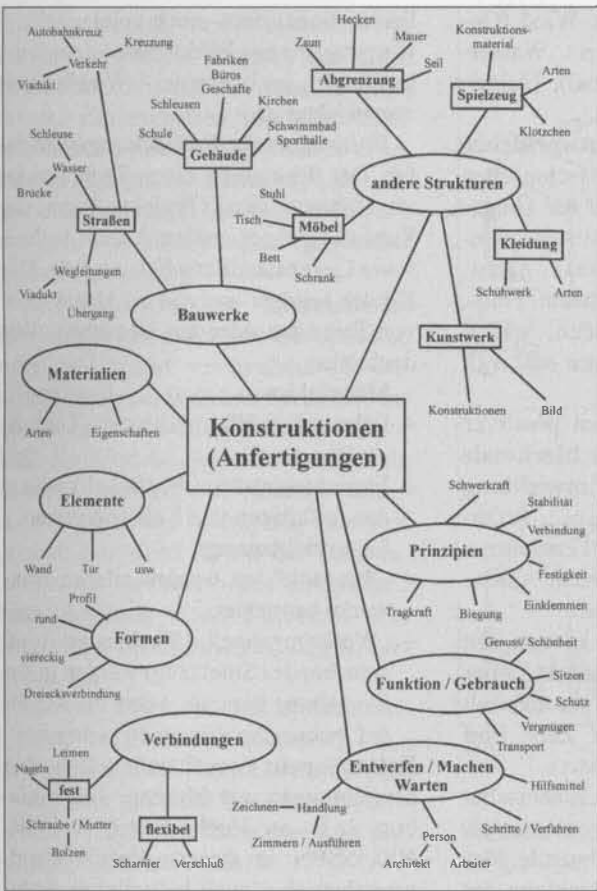 Autobahnkreuz
Kreuzung
Verkehr
Viadukt
Hecken
Zaun
Mauer
Seil
Abgrenzung
Konstruktions-
material
Arten
Spielzeug
Klötzchen
Fabriken
Büros
Geschäfte
Schleusen
Kirchen
Schule
Schwimmbad
Sporthalle
Gebäude
Schleuse
Wasser
Brücke
Straßen
Wegleitungen
Viadukt
Übergang
andere Strukturen
Stuhl
Tisch
Möbel
Bett
Schrank
Kleidung
Schuhwerk
Arten
Bauwerke
Kunstwerk
Konstruktionen
Bild
Materialien
Arten
Eigenschaften
Konstruktionen
(Anfertigungen)
Elemente
Wand
Tür
usw.
Schwerkraft
Stabilität
Verbindung
Prinzipien
Festigkeit
Tragkraft
Biegung
Einklemmen
Profil
rund
Formen
viereckig
Dreiecksverbindung
Genuss/ Schönheit
Sitzen
Funktion / Gebrauch
Schutz
Vergnügen
Transport
Verbindungen
Leimen
Nageln
fest
Schraube / Mutter
Bolzen
flexibel
Scharnier
Verschluß
Entwerfen / Machen
Warten
Hilfsmittel
Zeichnen
Handlung
Zimmern / Ausführen
Schritte / Verfahren
Person
Architekt
Arbeiter